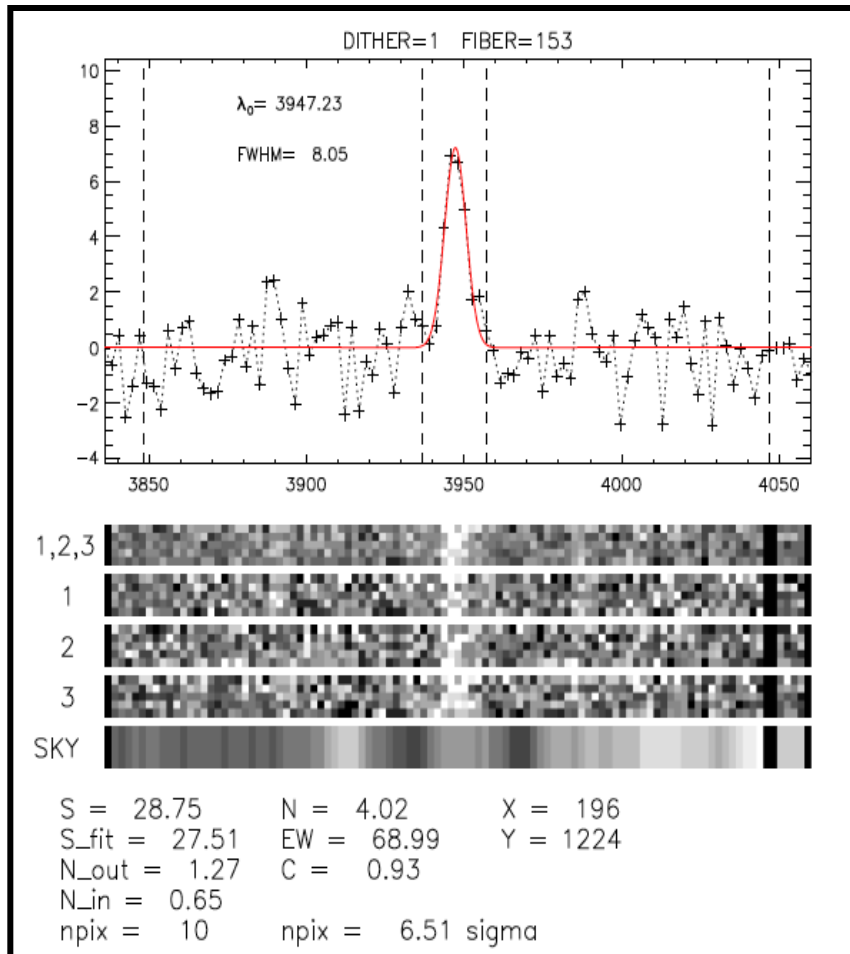 DITHER=1 FIBER=153
10
8
6
4
2
0
−2
−4
λ₀= 3947.23
FWHM= 8.05
3850 3900 3950 4000 4050
1,2,3
1
2
3
SKY
S = 28.75 N = 4.02 X = 196
S_fit = 27.51 EW = 68.99 Y = 1224
N_out = 1.27 C = 0.93
N_in = 0.65
npix = 10 npix = 6.51 sigma